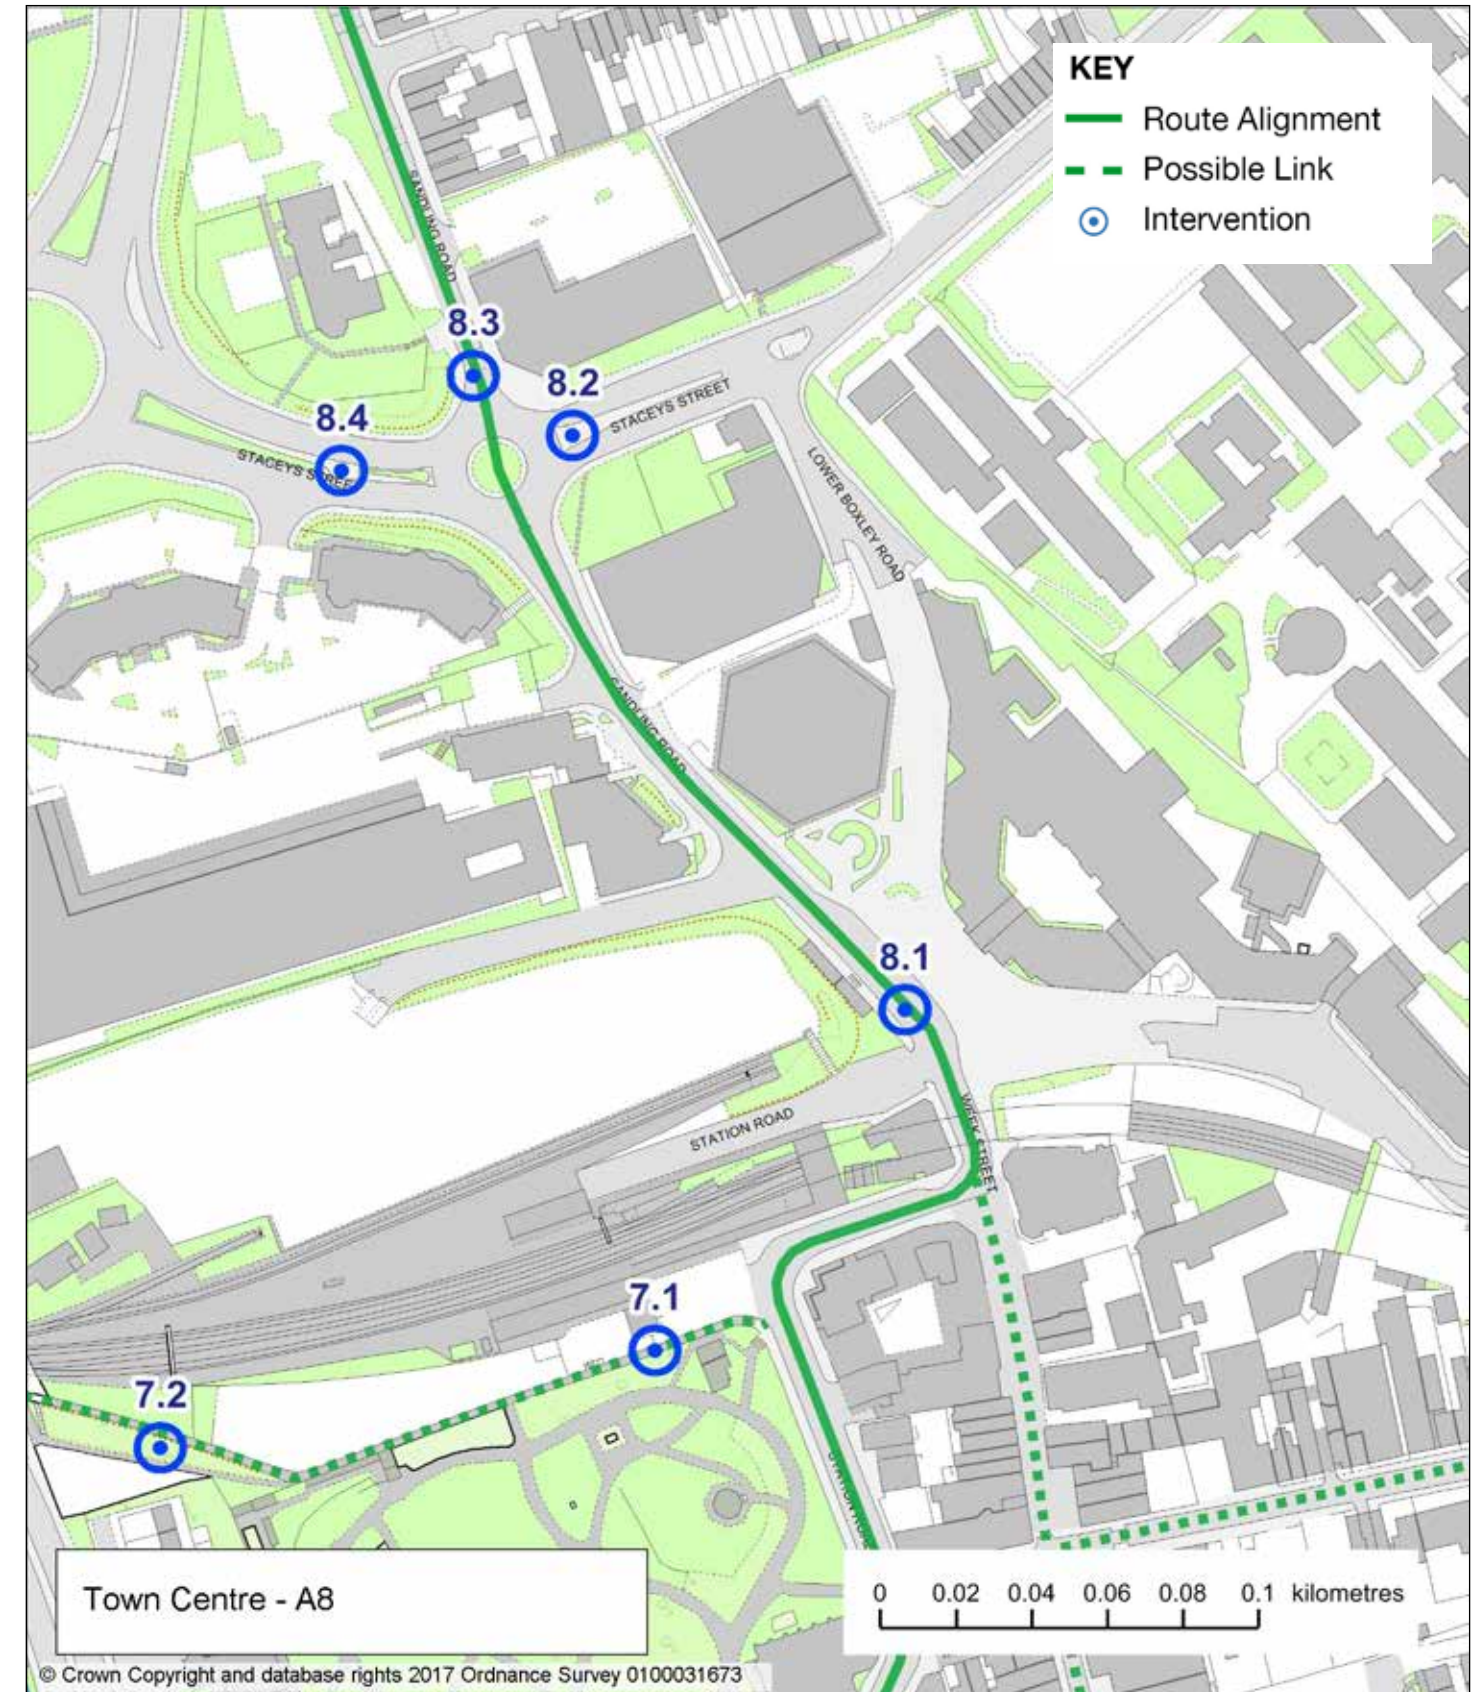 KEY
Route Alignment
Possible Link
Intervention
SANDLING ROAD
8.3
8.2
STACEYS STREET
8.4
STACEYS STREET
LOWER BOXLEY ROAD
SANDLING ROAD
8.1
WEEK STREET
STATION ROAD
7.1
7.2
STATION ROAD
Town Centre - A8
0 0.02 0.04 0.06 0.08 0.1 kilometres
© Crown Copyright and database rights 2017 Ordnance Survey 0100031673